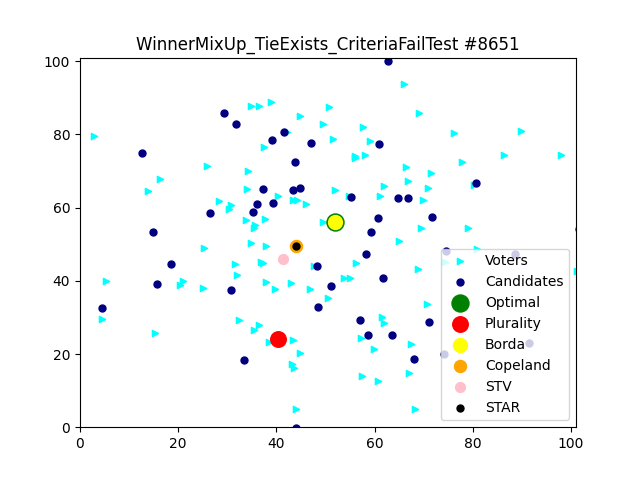 WinnerMixUp_TieExists_CriteriaFailTest #8651
100
80
60
40
20
0
0 20 40 60 80 100
Voters
Candidates
Optimal
Plurality
Borda
Copeland
STV
STAR